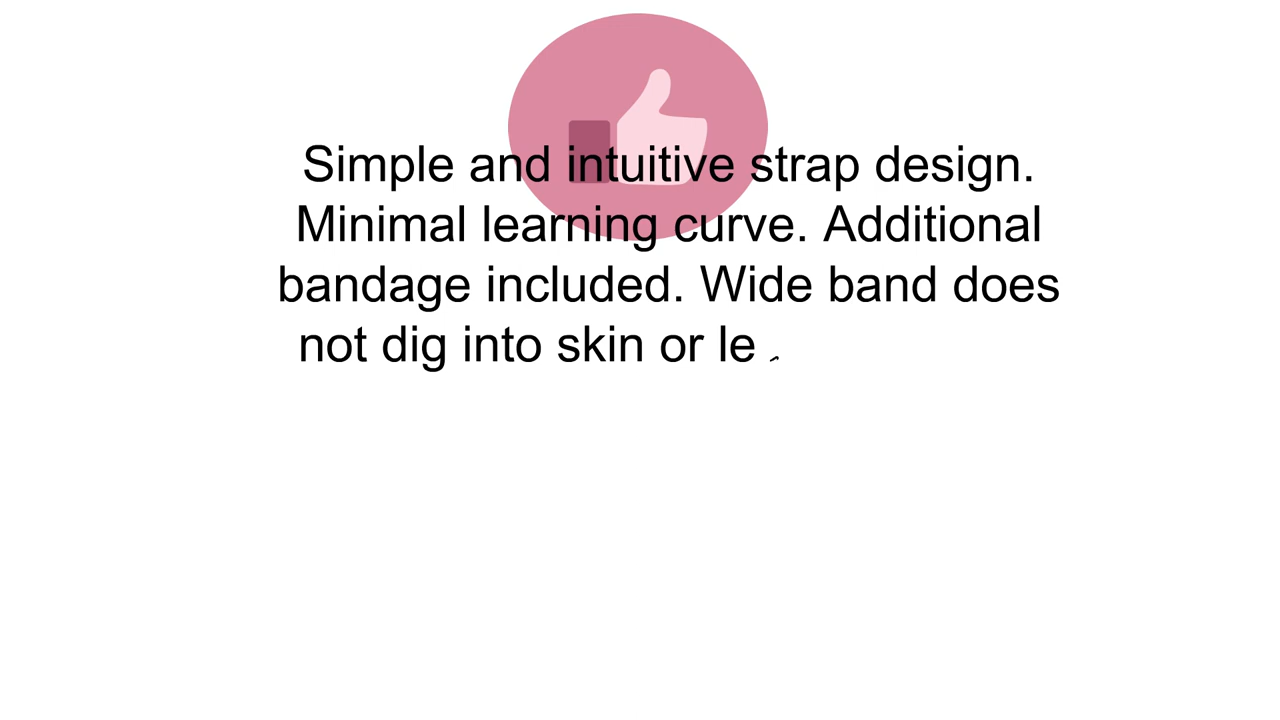 Simple and intuitive strap design.
Minimal learning curve. Additional
bandage included. Wide band does
not dig into skin or le